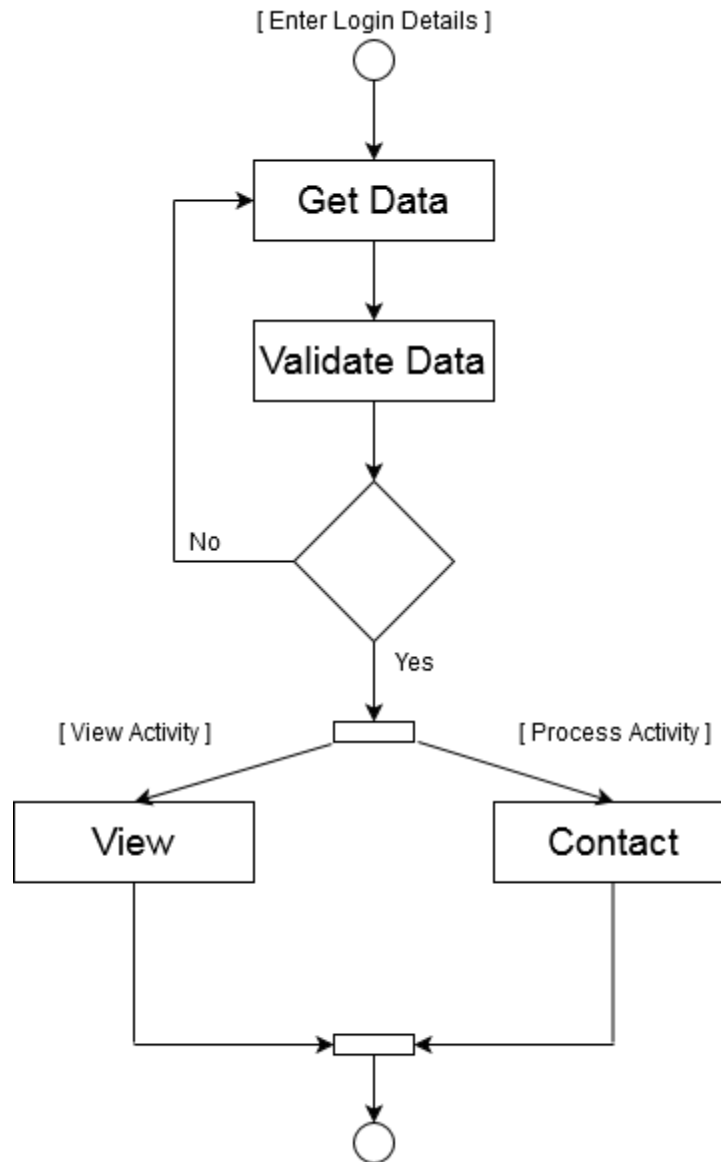 [ Enter Login Details ]
Get Data
Validate Data
No
Yes
[ View Activity ]
[ Process Activity ]
View
Contact